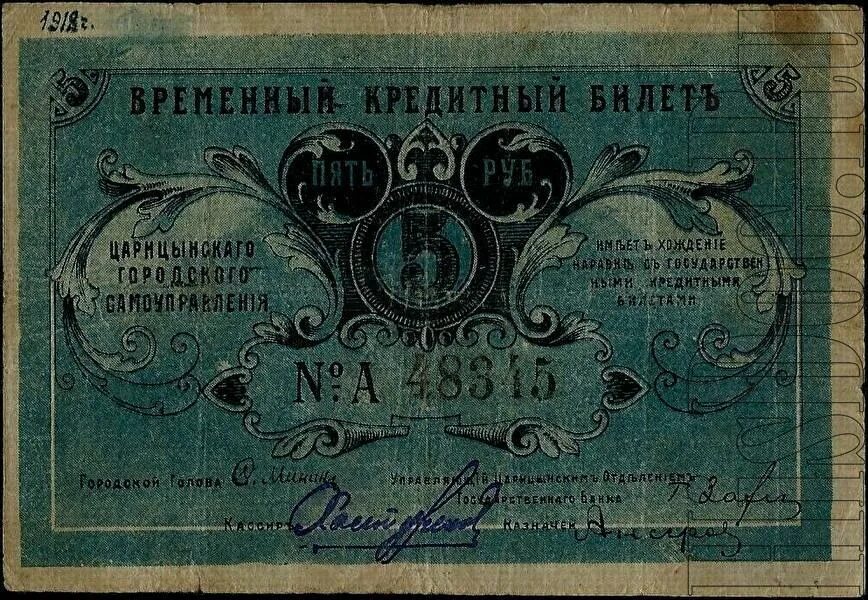 1918г.
5 5
ВРЕМЕННЫЙ КРЕДИТНЫЙ БИЛЕТЪ
ПЯТЬ РУБ.
5
ЦАРИЦЫНСКАГО
ГОРОДСКОГО
САМОУПРАВЛЕНІЯ
ИМѢЕТЪ ХОЖДЕНІЕ
НАРАВНѢ СЪ ГОСУДАРСТВЕН
НЫМИ КРЕДИТНЫМИ
БИЛЕТАМИ
№ А 48345
Городской Голова С. Мининъ
Управляющій Царицынскимъ Отдѣленіемъ
Государственнаго Банка
Кассиръ
Казначей